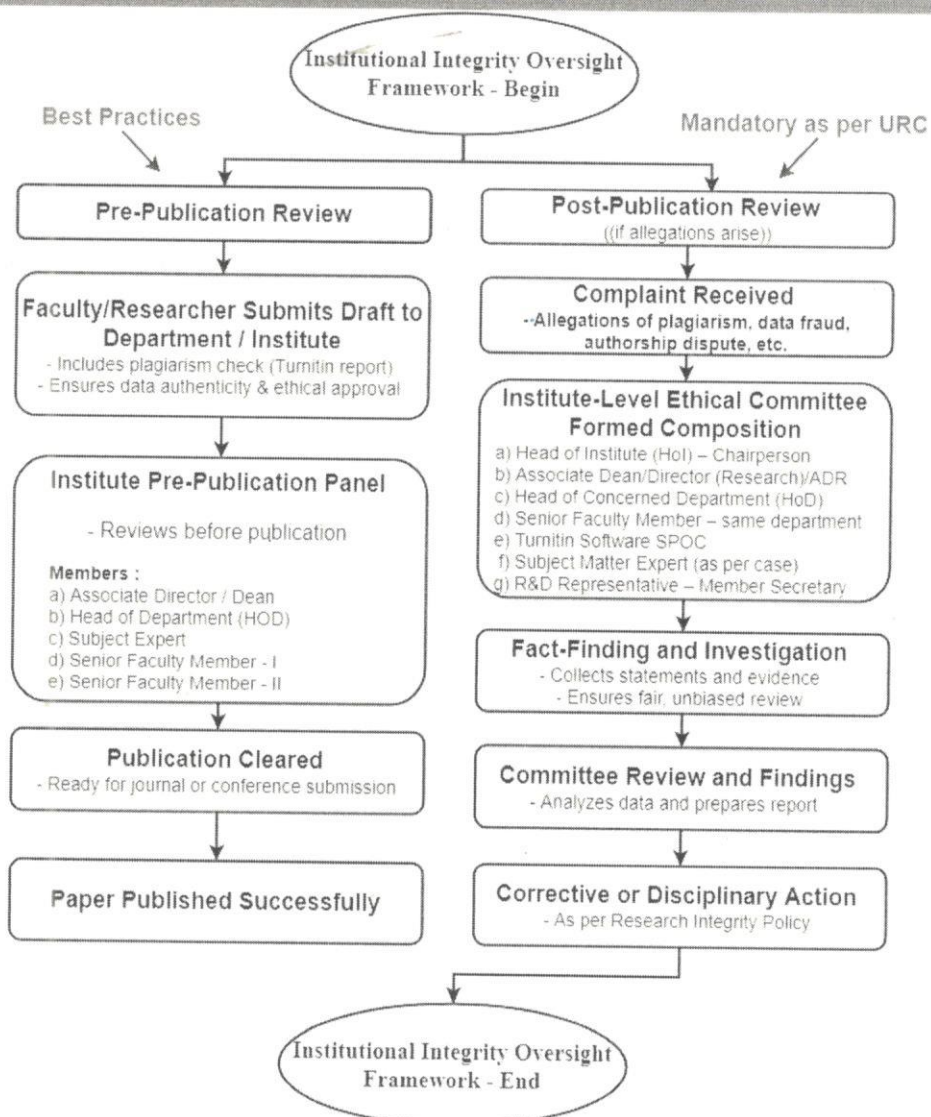 Institutional Integrity Oversight
Framework - Begin
Best Practices
Mandatory as per URC
Pre-Publication Review
Faculty/Researcher Submits Draft to
Department / Institute
- Includes plagiarism check (Turnitin report)
- Ensures data authenticity & ethical approval
Institute Pre-Publication Panel
- Reviews before publication
Members :
a) Associate Director / Dean
b) Head of Department (HOD)
c) Subject Expert
d) Senior Faculty Member - I
e) Senior Faculty Member - II
Publication Cleared
- Ready for journal or conference submission
Paper Published Successfully
Post-Publication Review
((if allegations arise))
Complaint Received
--Allegations of plagiarism, data fraud,
authorship dispute, etc.
Institute-Level Ethical Committee
Formed Composition
a) Head of Institute (HoI) – Chairperson
b) Associate Dean/Director (Research)/ADR
c) Head of Concerned Department (HoD)
d) Senior Faculty Member – same department
e) Turnitin Software SPOC
f) Subject Matter Expert (as per case)
g) R&D Representative – Member Secretary
Fact-Finding and Investigation
- Collects statements and evidence
- Ensures fair, unbiased review
Committee Review and Findings
- Analyzes data and prepares report
Corrective or Disciplinary Action
- As per Research Integrity Policy
Institutional Integrity Oversight
Framework - End